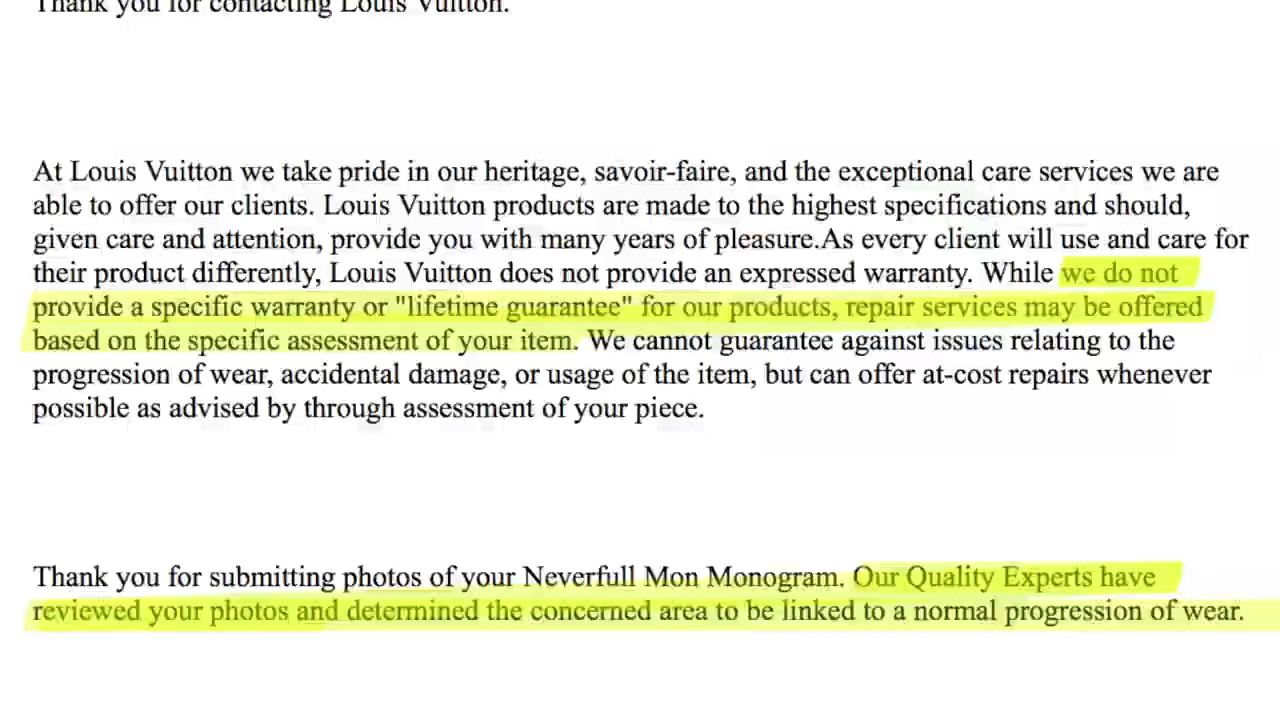 Thank you for contacting Louis Vuitton.
At Louis Vuitton we take pride in our heritage, savoir-faire, and the exceptional care services we are
able to offer our clients. Louis Vuitton products are made to the highest specifications and should,
given care and attention, provide you with many years of pleasure.As every client will use and care for
their product differently, Louis Vuitton does not provide an expressed warranty. While we do not
provide a specific warranty or "lifetime guarantee" for our products, repair services may be offered
based on the specific assessment of your item. We cannot guarantee against issues relating to the
progression of wear, accidental damage, or usage of the item, but can offer at-cost repairs whenever
possible as advised by through assessment of your piece.
Thank you for submitting photos of your Neverfull Mon Monogram. Our Quality Experts have
reviewed your photos and determined the concerned area to be linked to a normal progression of wear.